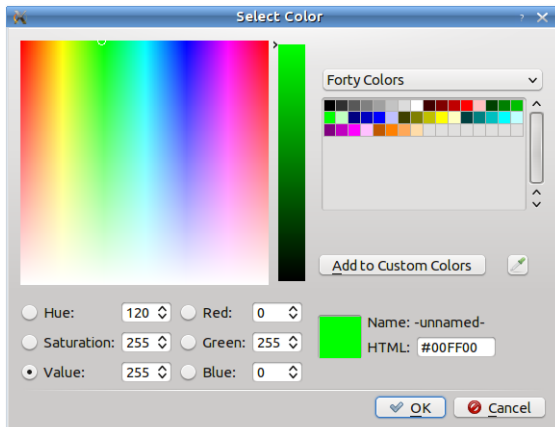 Select Color
?
Forty Colors
Add to Custom Colors
Hue: 120 Red: 0
Saturation: 255 Green: 255
Value: 255 Blue: 0
Name: -unnamed-
HTML: #00FF00
OK Cancel